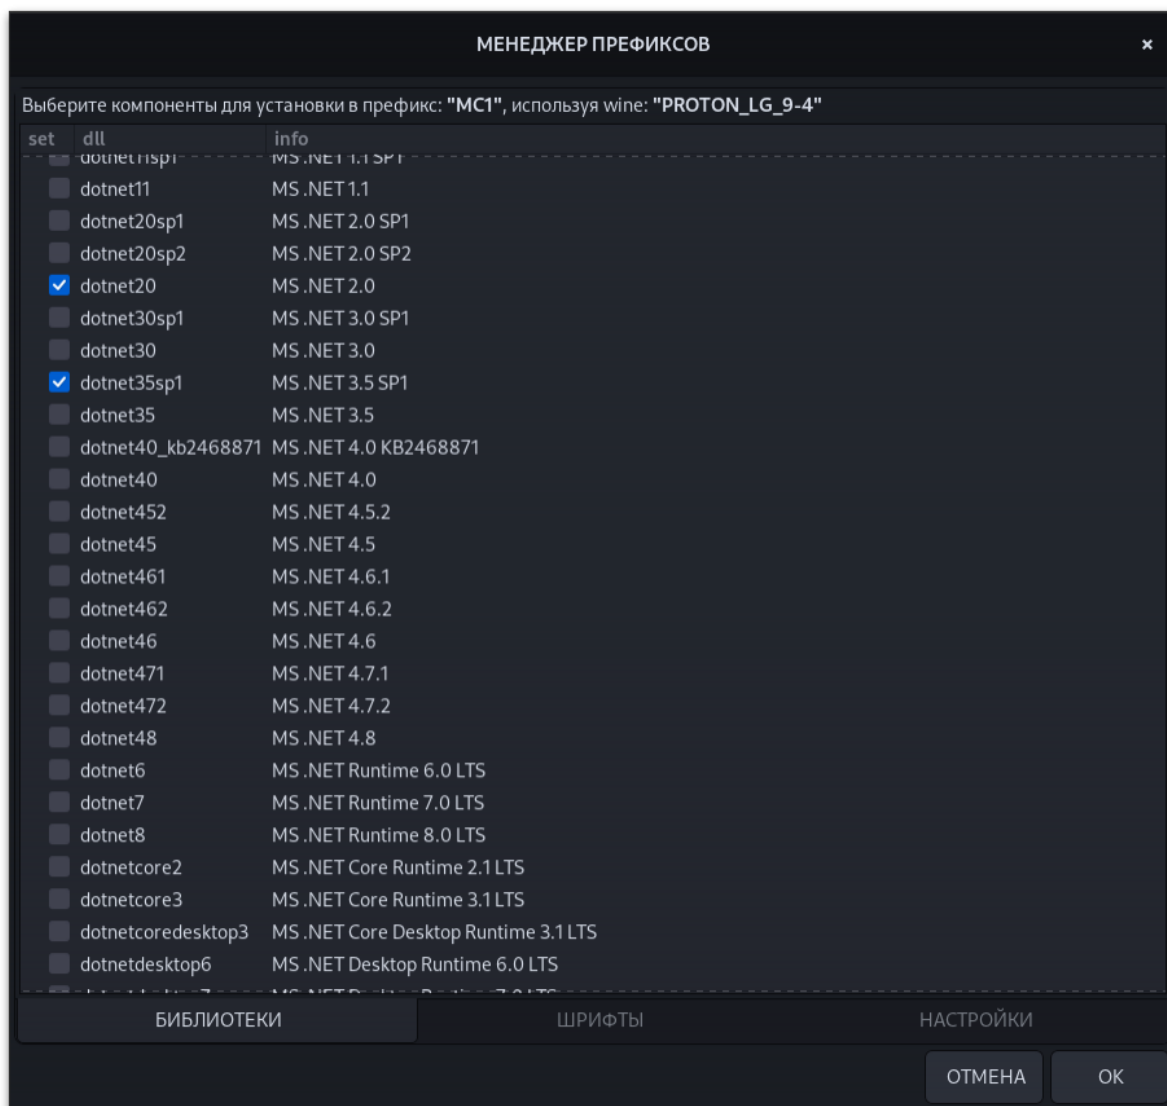 МЕНЕДЖЕР ПРЕФИКСОВ ×
Выберите компоненты для установки в префикс: "MC1", используя wine: "PROTON_LG_9-4"
set dll info
dotnet11sp1 MS .NET 1.1 SP1
dotnet11 MS .NET 1.1
dotnet20sp1 MS .NET 2.0 SP1
dotnet20sp2 MS .NET 2.0 SP2
dotnet20 MS .NET 2.0
dotnet30sp1 MS .NET 3.0 SP1
dotnet30 MS .NET 3.0
dotnet35sp1 MS .NET 3.5 SP1
dotnet35 MS .NET 3.5
dotnet40_kb2468871 MS .NET 4.0 KB2468871
dotnet40 MS .NET 4.0
dotnet452 MS .NET 4.5.2
dotnet45 MS .NET 4.5
dotnet461 MS .NET 4.6.1
dotnet462 MS .NET 4.6.2
dotnet46 MS .NET 4.6
dotnet471 MS .NET 4.7.1
dotnet472 MS .NET 4.7.2
dotnet48 MS .NET 4.8
dotnet6 MS .NET Runtime 6.0 LTS
dotnet7 MS .NET Runtime 7.0 LTS
dotnet8 MS .NET Runtime 8.0 LTS
dotnetcore2 MS .NET Core Runtime 2.1 LTS
dotnetcore3 MS .NET Core Runtime 3.1 LTS
dotnetcoredesktop3 MS .NET Core Desktop Runtime 3.1 LTS
dotnetdesktop6 MS .NET Desktop Runtime 6.0 LTS
БИБЛИОТЕКИ ШРИФТЫ НАСТРОЙКИ
ОТМЕНА OK